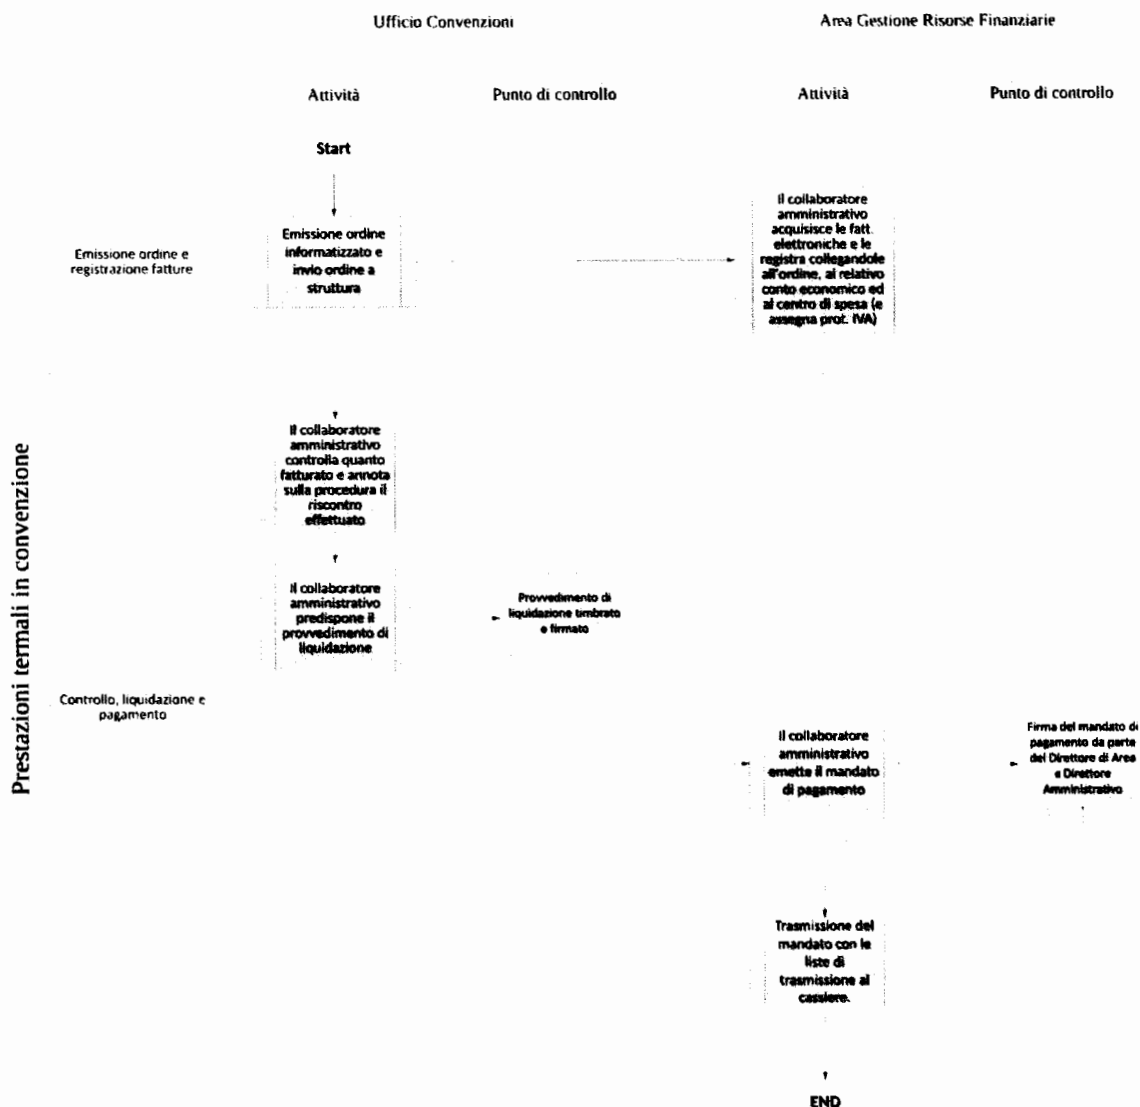 Ufficio Convenzioni
Area Gestione Risorse Finanziarie
Attività
Punto di controllo
Attività
Punto di controllo
Start
Prestazioni termali in convenzione
Emissione ordine e
registrazione fatture
Emissione ordine
informatizzato e
invio ordine a
struttura
Il collaboratore
amministrativo
acquisisce le fatt.
elettroniche e le
registra collegandole
all'ordine, al relativo
conto economico ed
al centro di spesa (e
assegna prot. IVA)
Il collaboratore
amministrativo
controlla quanto
fatturato e annota
sulla procedura il
riscontro
effettuato
Il collaboratore
amministrativo
predispone il
provvedimento di
liquidazione
Provvedimento di
liquidazione timbrato
e firmato
Controllo, liquidazione e
pagamento
Il collaboratore
amministrativo
emette il mandato
di pagamento
Firma del mandato di
pagamento da parte
del Direttore di Area
e Direttore
Amministrativo
Trasmissione del
mandato con le
liste di
trasmissione al
cassiere.
END